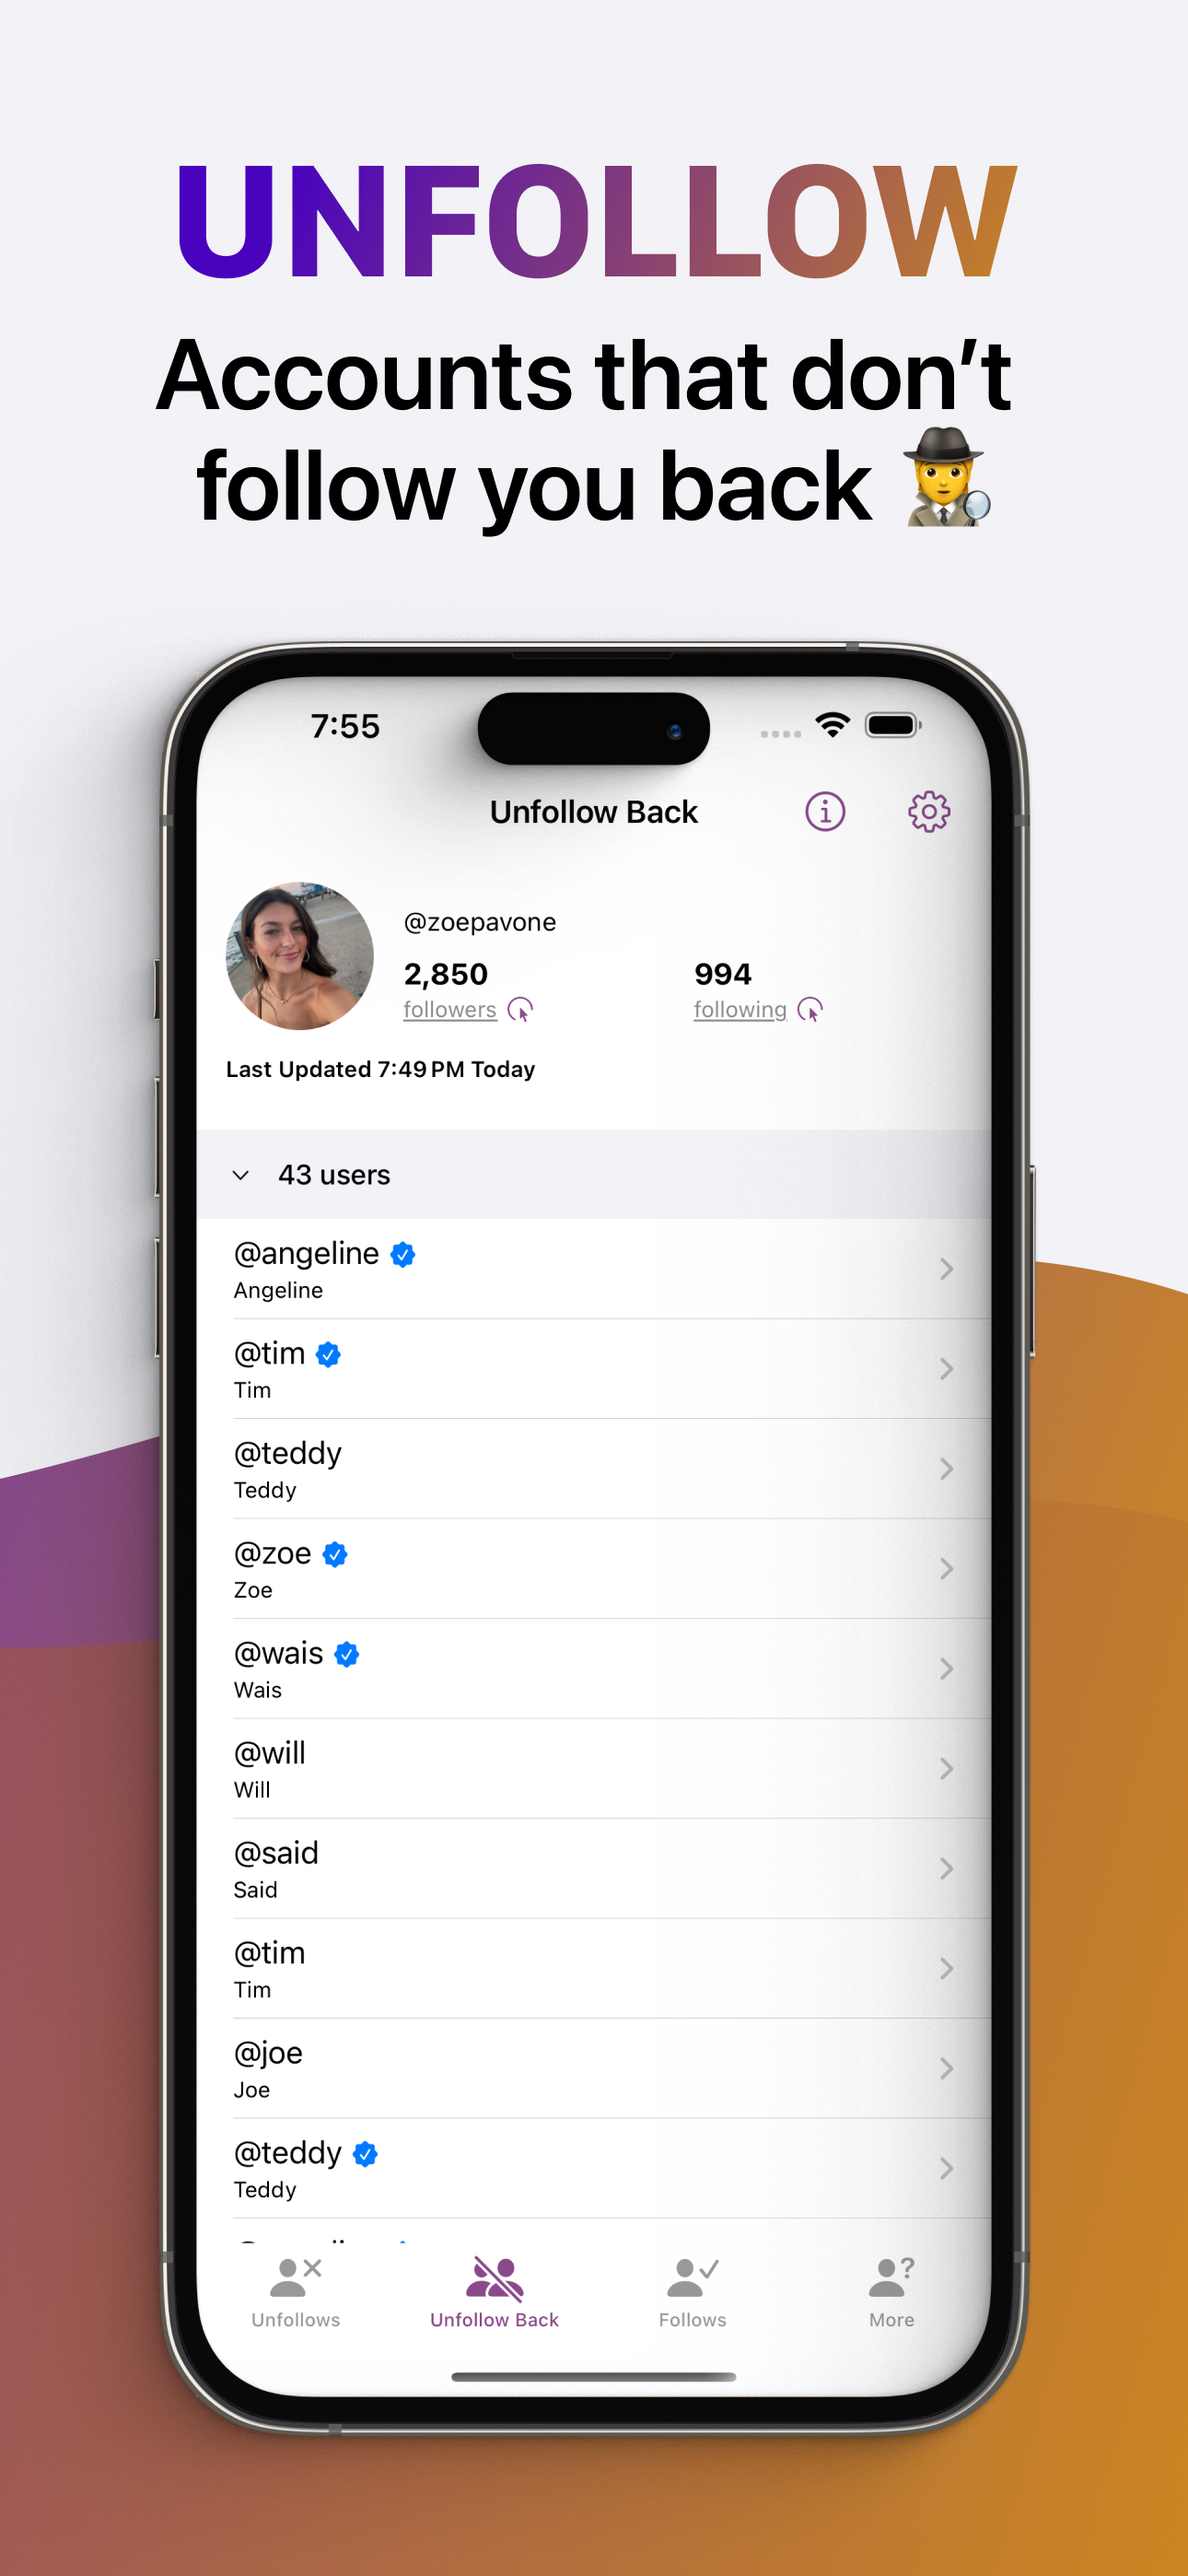 UNFOLLOW
Accounts that don’t
follow you back
7:55
Unfollow Back
@zoepavone
2,850 994
followers following
Last Updated 7:49 PM Today
43 users
@angeline
Angeline
@tim
Tim
@teddy
Teddy
@zoe
Zoe
@wais
Wais
@will
Will
@said
Said
@tim
Tim
@joe
Joe
@teddy
Teddy
Unfollows Unfollow Back Follows More